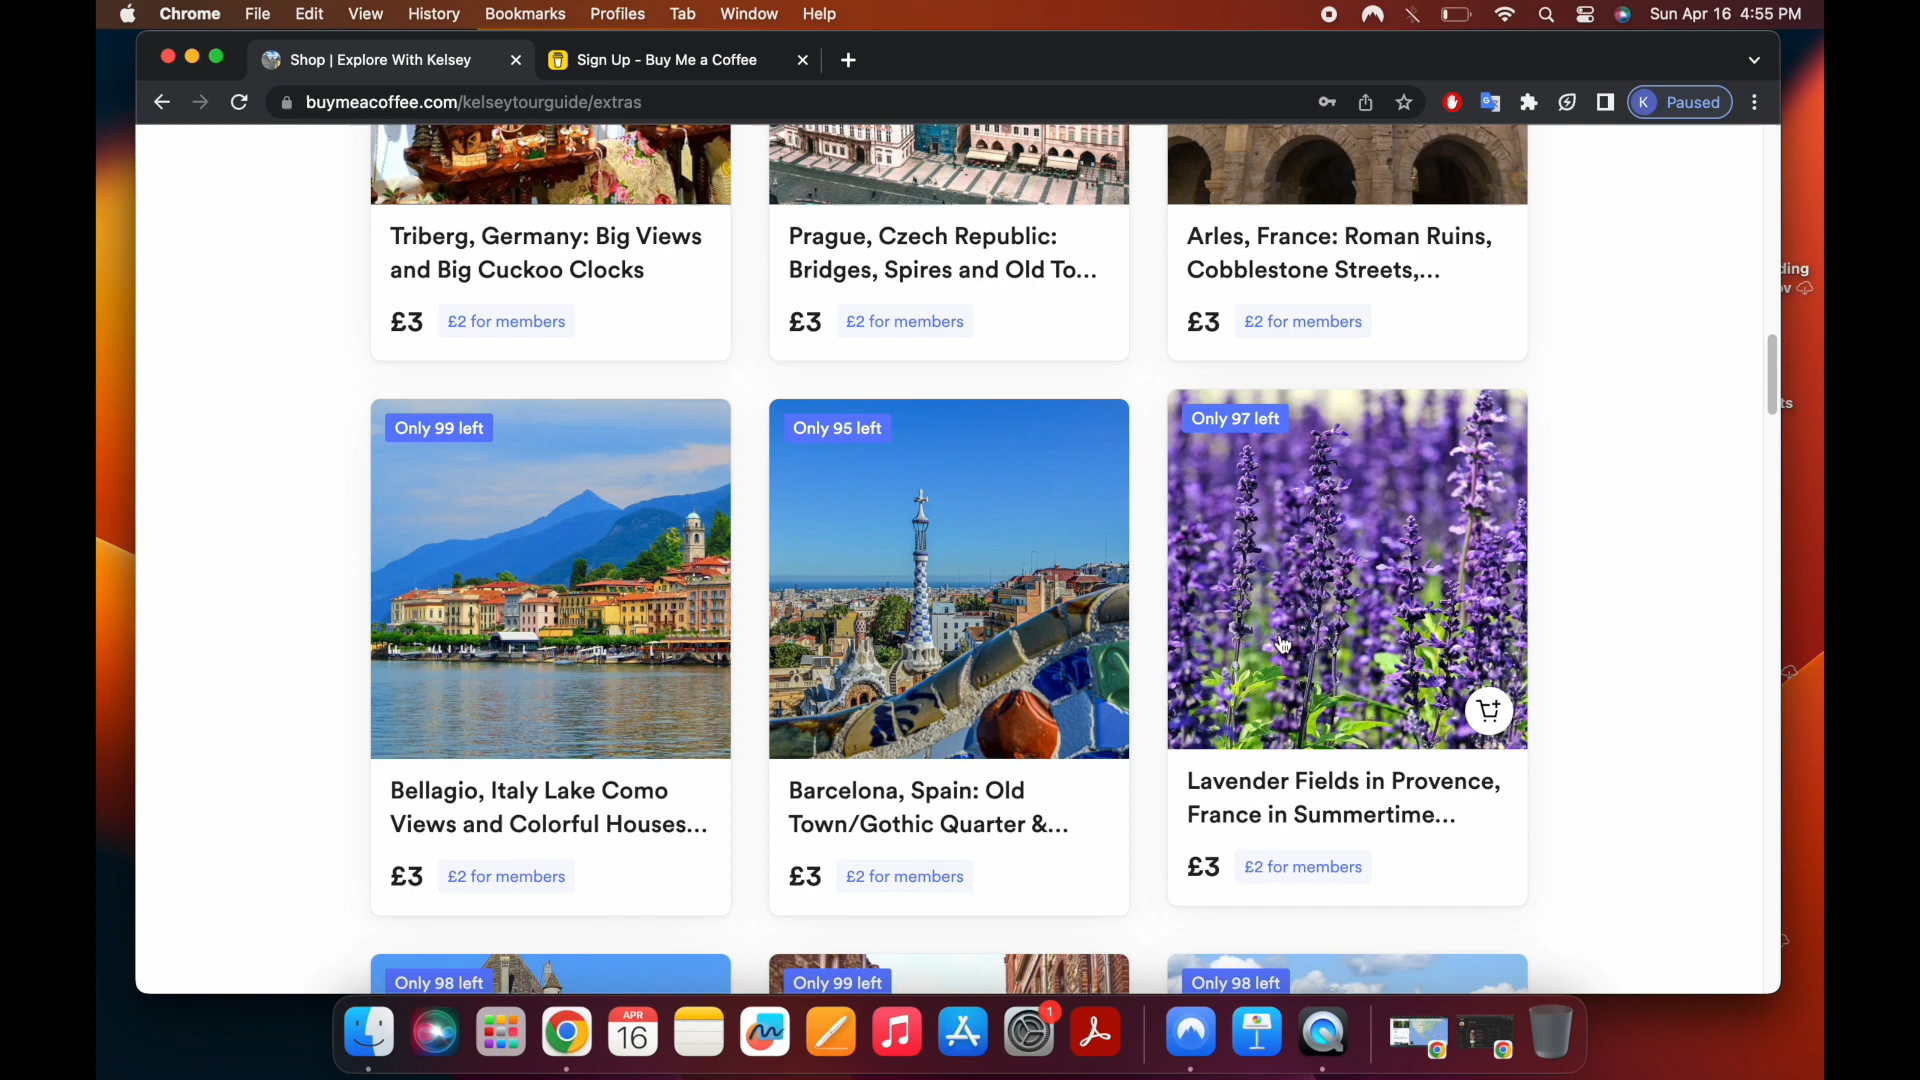 Chrome File Edit View History Bookmarks Profiles Tab Window Help Sun Apr 16 4:55 PM
Shop | Explore With Kelsey Sign Up - Buy Me a Coffee
buymeacoffee.com/kelseytourguide/extras K Paused
Triberg, Germany: Big Views
and Big Cuckoo Clocks
£3 £2 for members
Prague, Czech Republic:
Bridges, Spires and Old To...
£3 £2 for members
Arles, France: Roman Ruins,
Cobblestone Streets,...
£3 £2 for members
Only 99 left
Bellagio, Italy Lake Como
Views and Colorful Houses...
£3 £2 for members
Only 95 left
Barcelona, Spain: Old
Town/Gothic Quarter &...
£3 £2 for members
Only 97 left
Lavender Fields in Provence,
France in Summertime...
£3 £2 for members
Only 98 left
Only 99 left
Only 98 left
APR
16
1